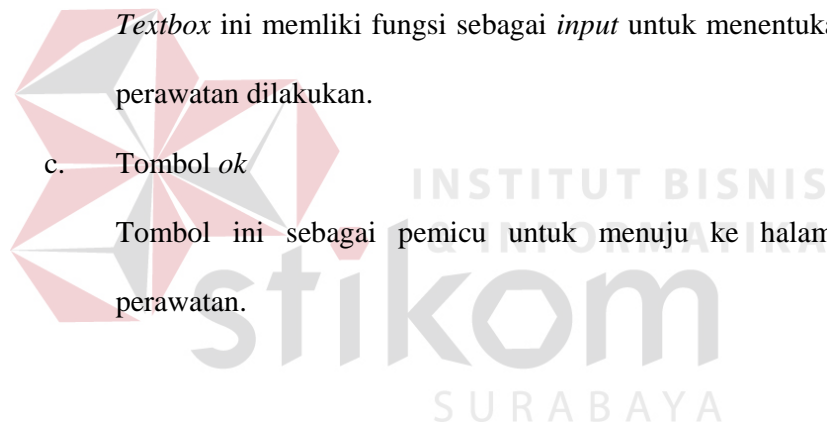 Textbox ini memliki fungsi sebagai input untuk menentuka
perawatan dilakukan.
c. Tombol ok
INSTITUT BISNIS
Tombol ini sebagai pemicu untuk menuju ke halam
& INFORMATIKA
perawatan.
stikom
SURABAYA